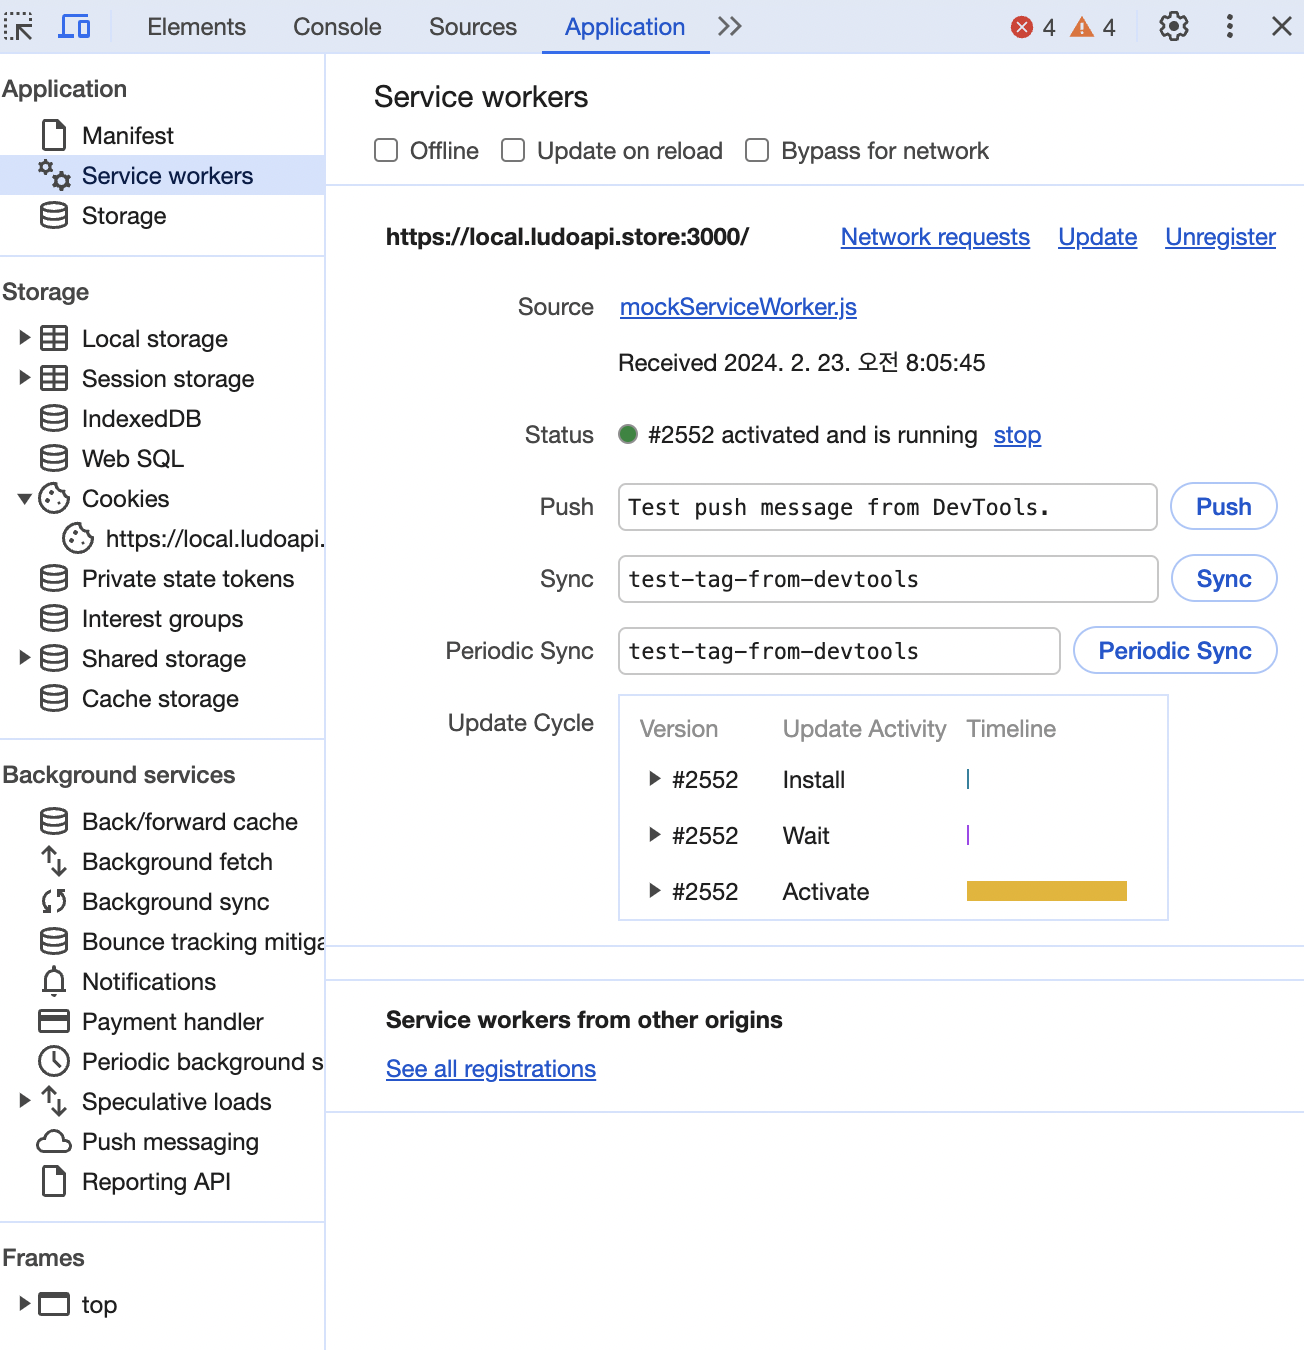 Elements Console Sources Application 4 4
Application
Manifest
Service workers
Storage
Storage
Local storage
Session storage
IndexedDB
Web SQL
Cookies
https://local.ludoapi.
Private state tokens
Interest groups
Shared storage
Cache storage
Background services
Back/forward cache
Background fetch
Background sync
Bounce tracking mitiga
Notifications
Payment handler
Periodic background s
Speculative loads
Push messaging
Reporting API
Frames
top
Service workers
Offline Update on reload Bypass for network
https://local.ludoapi.store:3000/ Network requests Update Unregister
Source mockServiceWorker.js
Received 2024. 2. 23. 오전 8:05:45
Status #2552 activated and is running stop
Push Test push message from DevTools. Push
Sync test-tag-from-devtools Sync
Periodic Sync test-tag-from-devtools Periodic Sync
Update Cycle Version Update Activity Timeline
#2552 Install
#2552 Wait
#2552 Activate
Service workers from other origins
See all registrations